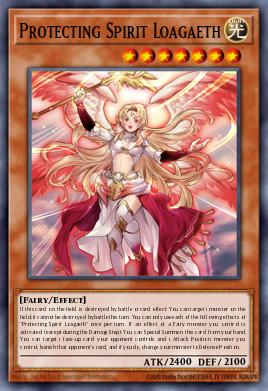 Protecting Spirit Loagaeth
光
[Fairy/Effect]
If this card on the field is destroyed by battle or card effect: You can target 1 monster on the
field; it cannot be destroyed by battle this turn. You can only use each of the following effects
of "Protecting Spirit Loagaeth" once per turn. If an effect of a Fairy monster you control is
activated (except during the Damage Step): You can Special Summon this card from your hand.
You can target 1 face-up card your opponent controls and 1 Attack Position monster you
control; banish that opponent's card, and if you do, change your monster to Defense Position.
ATK/2400 DEF/2100
©2020 Studio Dice/SHUEISHA, TV TOKYO, KONAMI